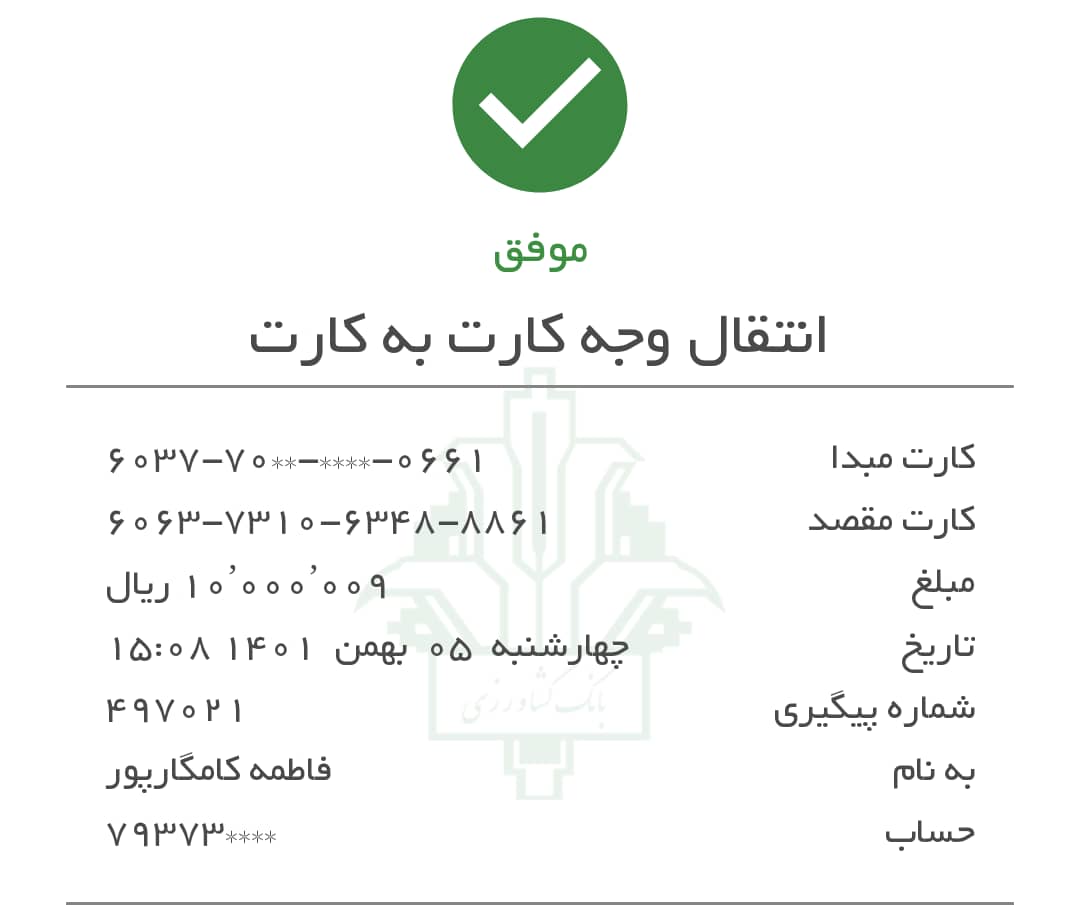 موفق
انتقال وجه کارت به کارت
کارت مبدا ۶۰۳۷-۷۰**-****-۰۶۶۱
کارت مقصد ۶۰۶۳-۷۳۱۰-۶۳۴۸-۸۸۶۱
مبلغ ۱۰٬۰۰۰٬۰۰۹ ریال
تاریخ چهارشنبه ۰۵ بهمن ۱۴۰۱ ۱۵:۰۸
شماره پیگیری ۴۹۷۰۲۱
به نام فاطمه کامگارپور
حساب ۷۹۳۷۳****
بانک کشاورزی